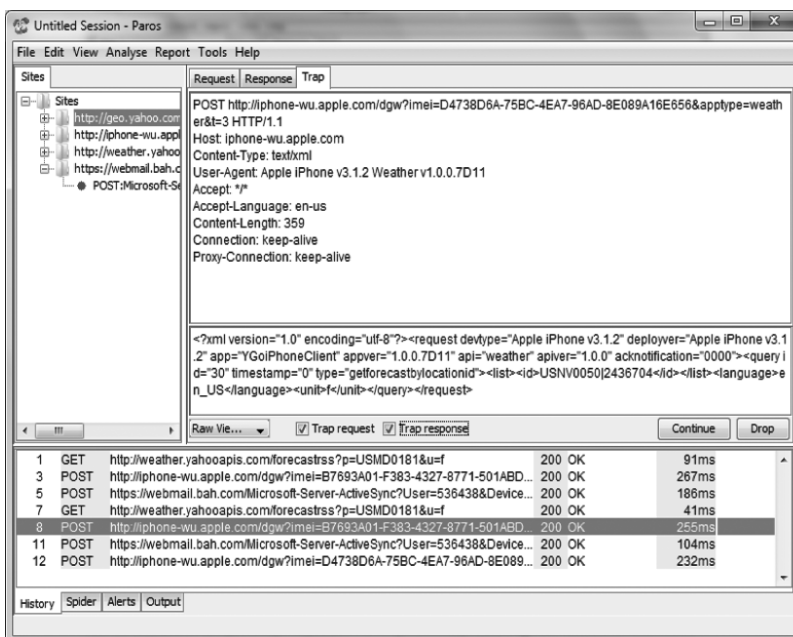 Untitled Session - Paros
File Edit View Analyse Report Tools Help
Sites
Sites
http://geo.yahoo.com
http://iphone-wu.appl
http://weather.yahoo
https://webmail.bah.c
POST:Microsoft-Se
Request Response Trap
POST http://iphone-wu.apple.com/dgw?imei=D4738D6A-75BC-4EA7-96AD-8E089A16E656&apptype=weath
er&t=3 HTTP/1.1
Host: iphone-wu.apple.com
Content-Type: text/xml
User-Agent: Apple iPhone v3.1.2 Weather v1.0.0.7D11
Accept: */*
Accept-Language: en-us
Content-Length: 359
Connection: keep-alive
Proxy-Connection: keep-alive
<?xml version="1.0" encoding="utf-8"?><request devtype="Apple iPhone v3.1.2" deployver="Apple iPhone v3.1
.2" app="YGoiPhoneClient" appver="1.0.0.7D11" api="weather" apiver="1.0.0" acknotification="0000"><query i
d="30" timestamp="0" type="getforecastbylocationid"><list><id>USNV0050|2436704</id></list><language>e
n_US</language><unit>f</unit></query></request>
Raw Vie... Trap request Trap response Continue Drop
1 GET http://weather.yahooapis.com/forecastrss?p=USMD0181&u=f 200 OK 91ms
3 POST http://iphone-wu.apple.com/dgw?imei=B7693A01-F383-4327-8771-501ABD... 200 OK 267ms
5 POST https://webmail.bah.com/Microsoft-Server-ActiveSync?User=536438&Device... 200 OK 186ms
7 GET http://weather.yahooapis.com/forecastrss?p=USMD0181&u=f 200 OK 41ms
8 POST http://iphone-wu.apple.com/dgw?imei=B7693A01-F383-4327-8771-501ABD... 200 OK 255ms
11 POST https://webmail.bah.com/Microsoft-Server-ActiveSync?User=536438&Device... 200 OK 104ms
12 POST http://iphone-wu.apple.com/dgw?imei=D4738D6A-75BC-4EA7-96AD-8E089... 200 OK 232ms
History Spider Alerts Output